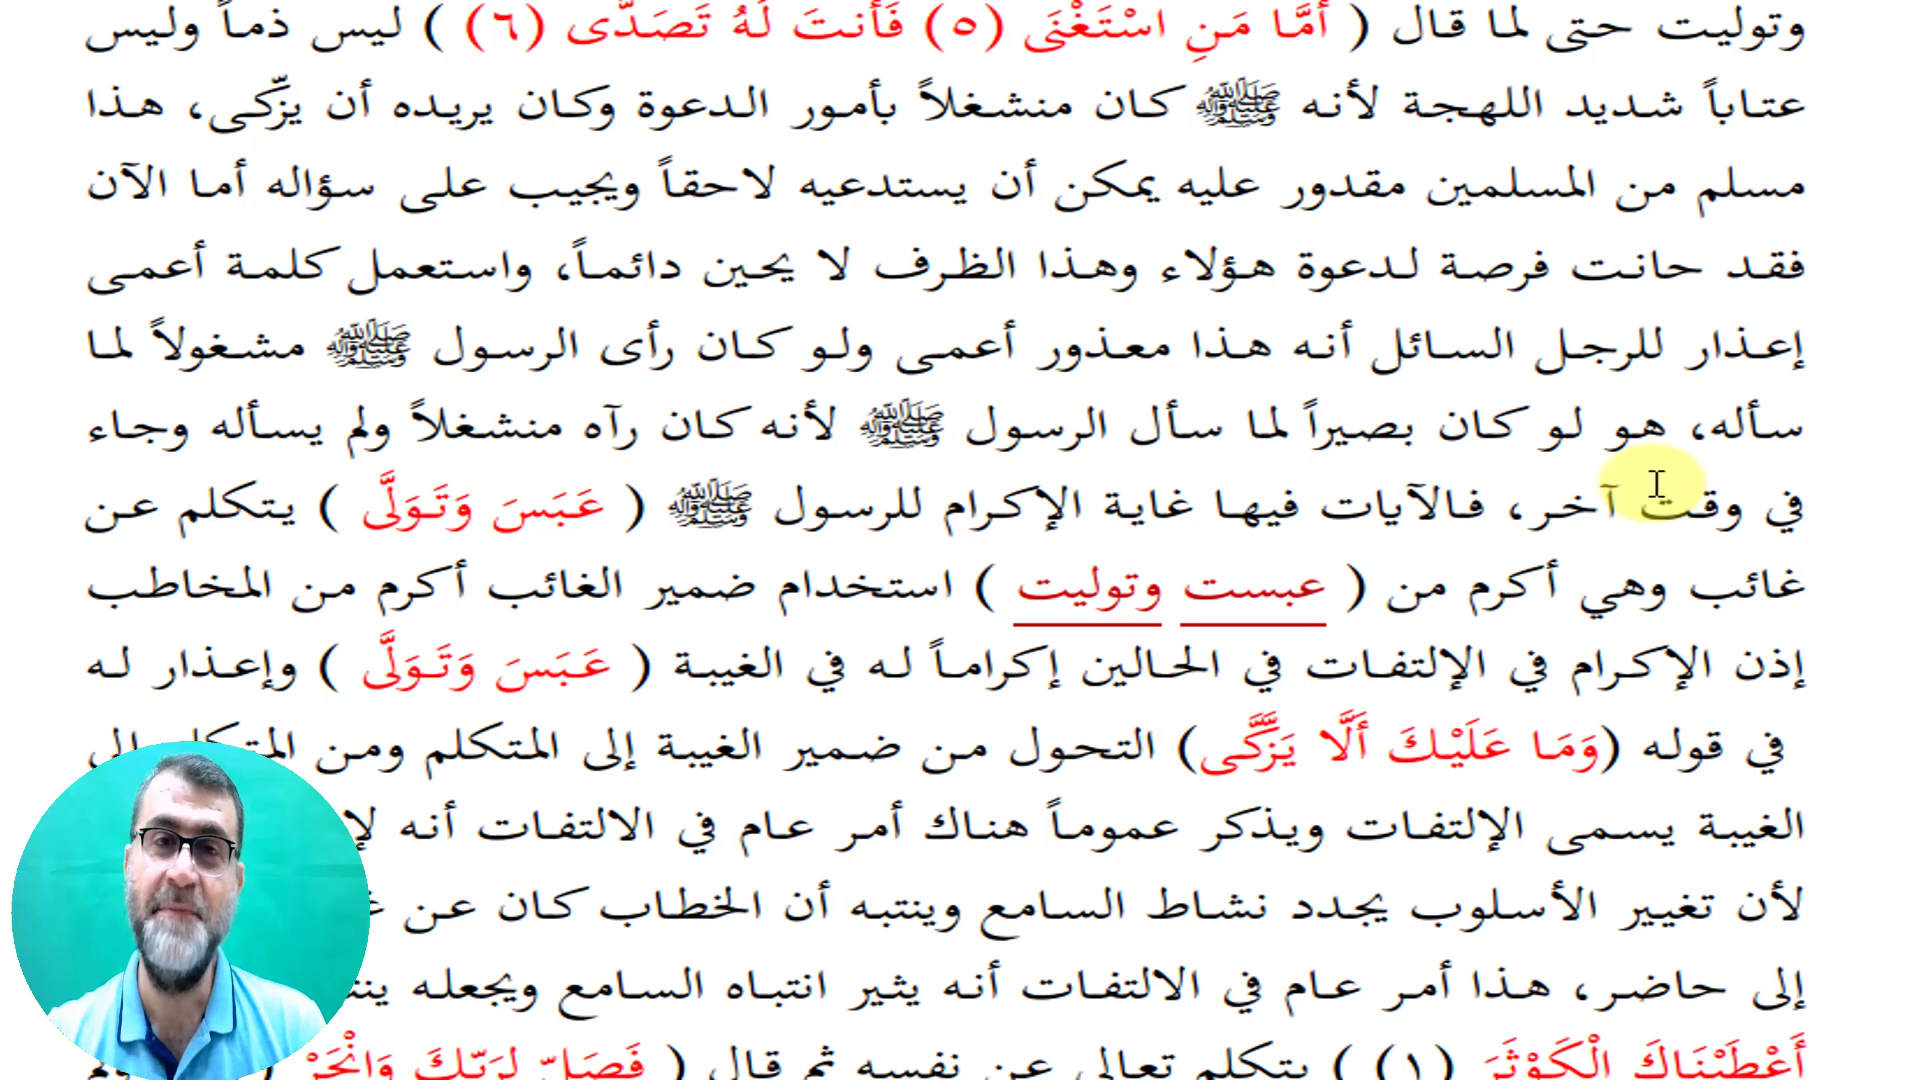 وتوليت حتى لما قال ( أَمَّا مَنِ اسْتَغْنَى (٥) فَأَنتَ لَهُ تَصَدَّى (٦) ) ليس ذماً وليس
عتاباً شديد اللهجة لأنه ﷺ كان منشغلاً بأمور الدعوة وكان يريده أن يزّكى، هذا
مسلم من المسلمين مقدور عليه يمكن أن يستدعيه لاحقاً ويجيب على سؤاله أما الآن
فقد حانت فرصة لدعوة هؤلاء وهذا الظرف لا يحين دائماً، واستعمل كلمة أعمى
إعذار للرجل السائل أنه هذا معذور أعمى ولو كان رأى الرسول ﷺ مشغولاً لما
سأله، هو لو كان بصيراً لما سأل الرسول ﷺ لأنه كان رآه منشغلاً ولم يسأله وجاء
في وقت آخر، فالآيات فيها غاية الإكرام للرسول ﷺ ( عَبَسَ وَتَوَلَّى ) يتكلم عن
غائب وهي أكرم من ( عبست وتوليت ) استخدام ضمير الغائب أكرم من المخاطب
إذن الإكرام في الإلتفات في الحالين إكراماً له في الغيبة ( عَبَسَ وَتَوَلَّى ) وإعذار له
في قوله (وَمَا عَلَيْكَ أَلَّا يَزَّكَّى) التحول من ضمير الغيبة إلى المتكلم ومن المتكلم إلى
الغيبة يسمى الإلتفات ويذكر عموماً هناك أمر عام في الالتفات أنه
لأن تغيير الأسلوب يجدد نشاط السامع وينتبه أن الخطاب كان عن
إلى حاضر، هذا أمر عام في الالتفات أنه يثير انتباه السامع ويجعله
أَعْطَيْنَاكَ الْكَوْثَرَ (١) ) يتكلم تعالى عن نفسه ثم قال ( فَصَلِّ لِرَبِّكَ وَانْحَرْ